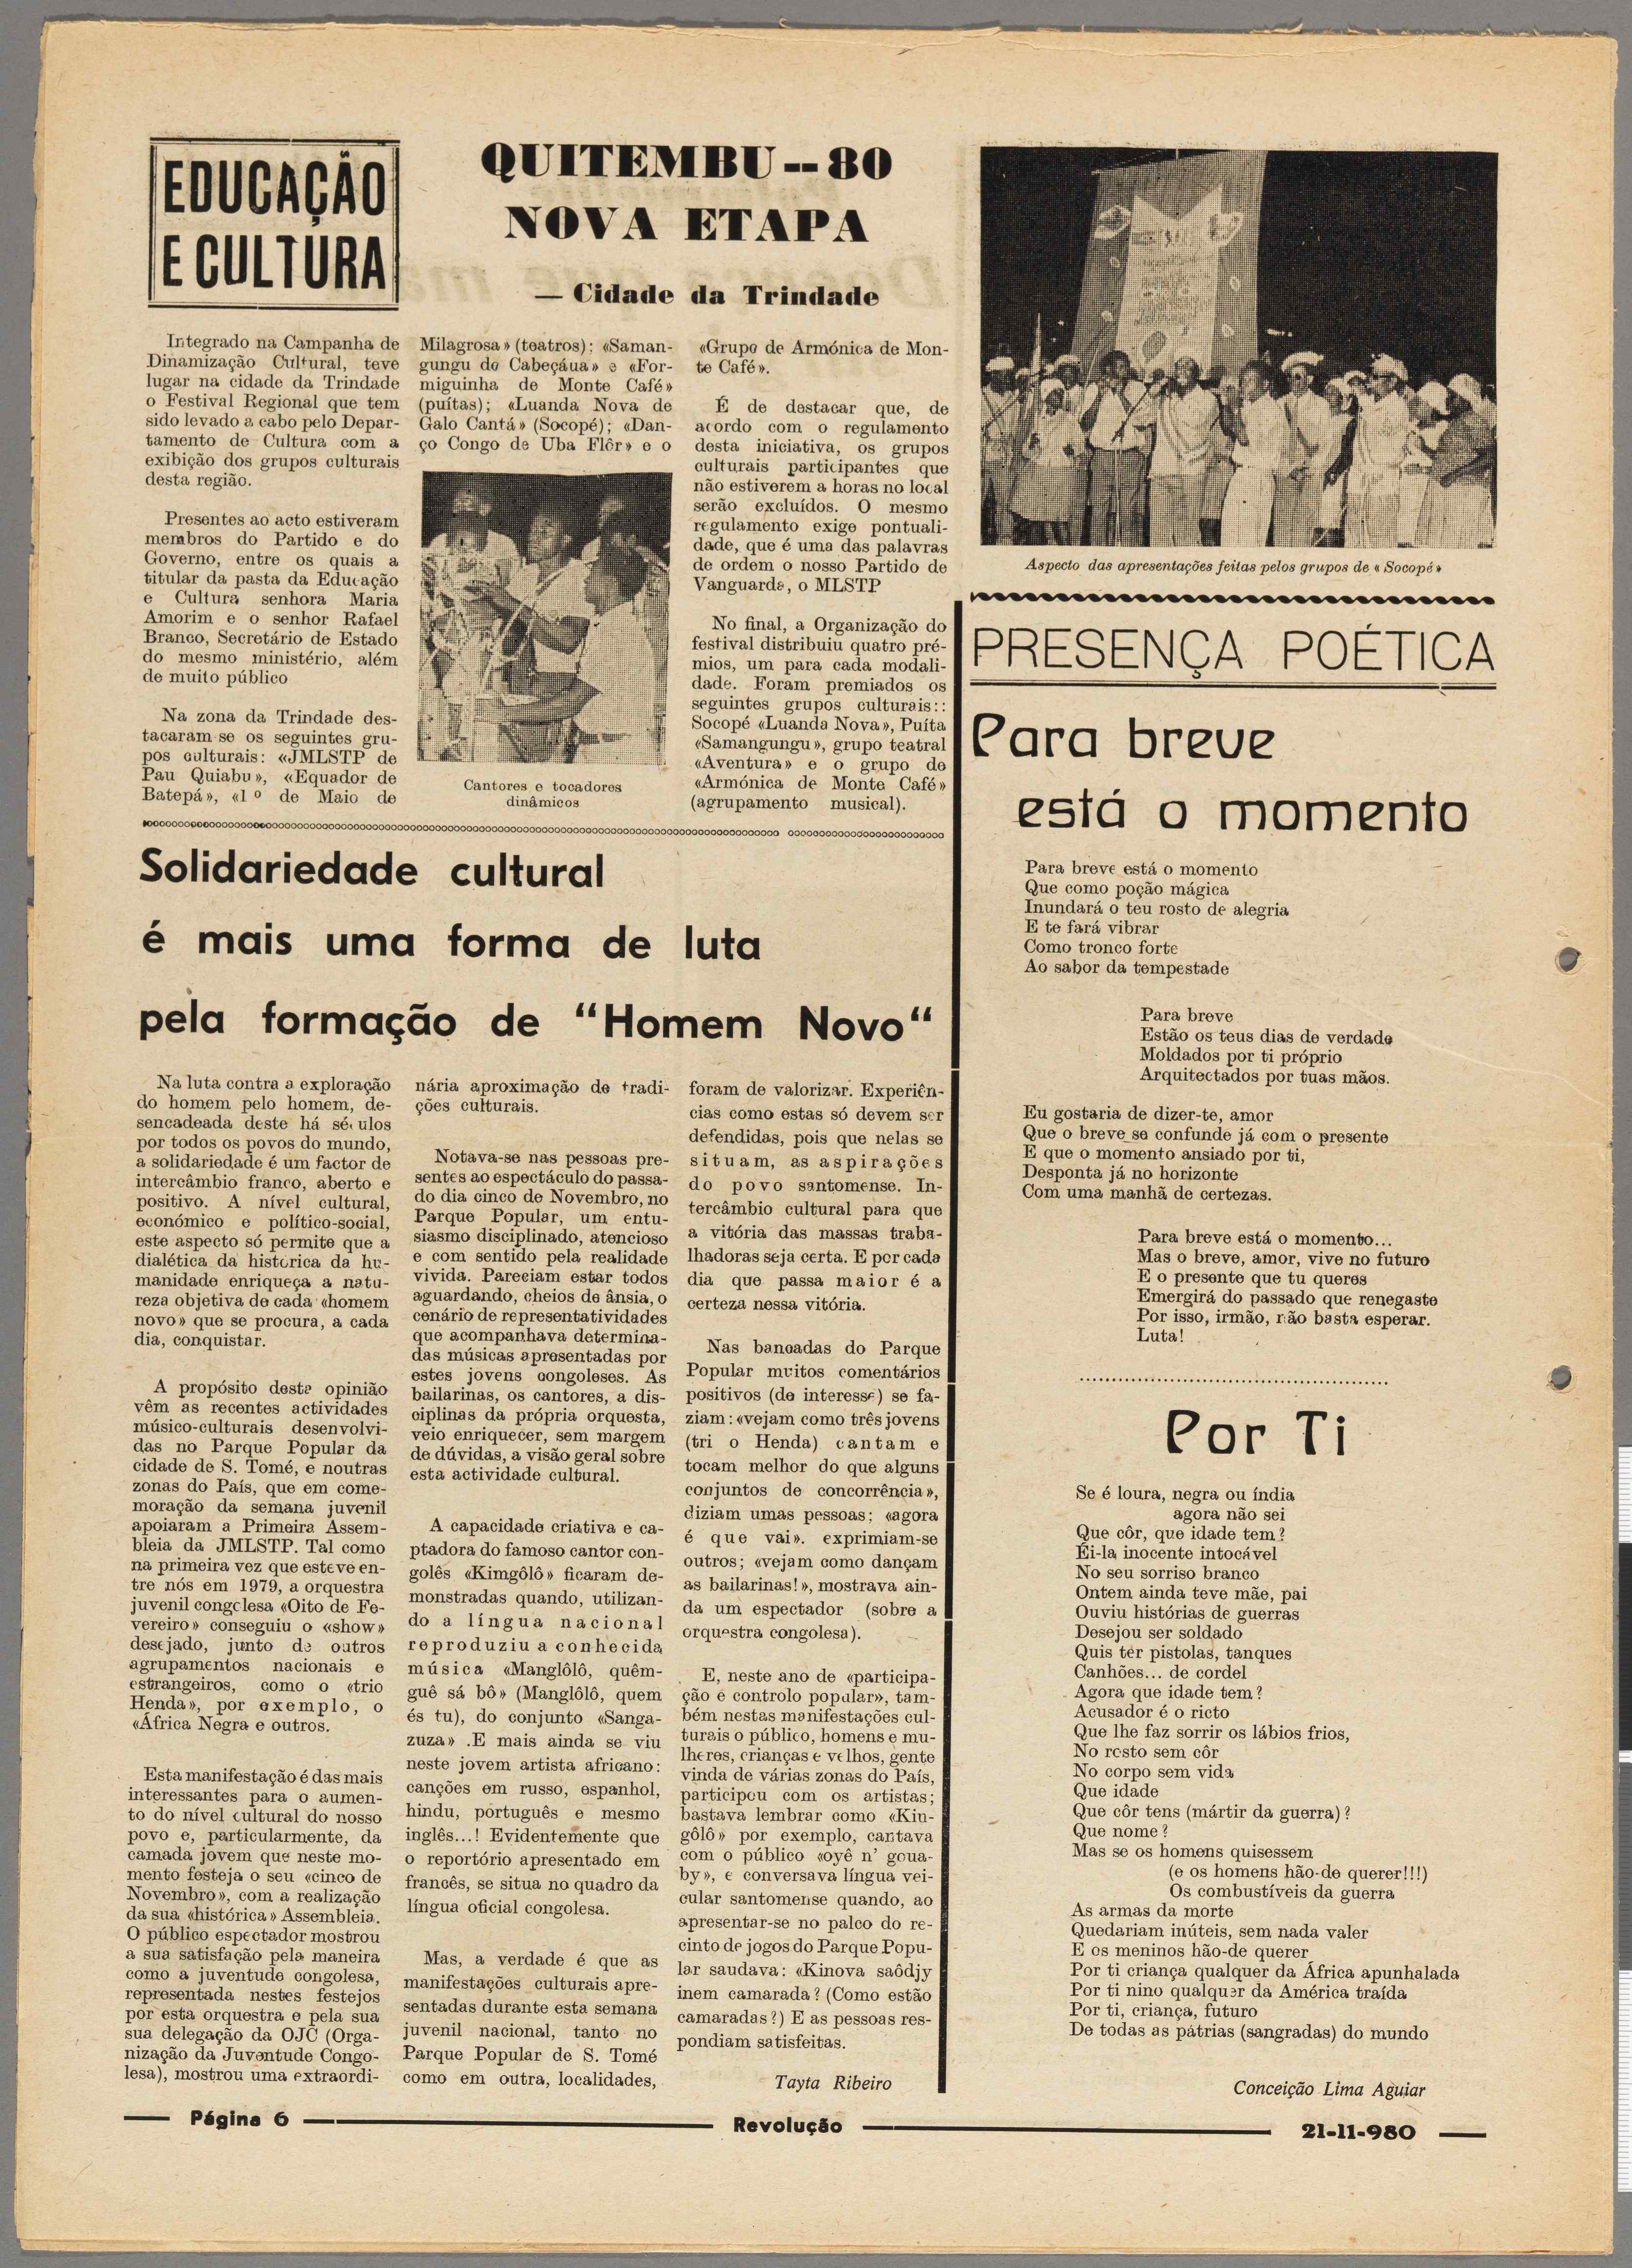 EDUCAÇÃO
E CULTURA
QUITEMBU -- 80
NOVA ETAPA
— Cidade da Trindade
Integrado na Campanha de
Dinamização Cultural, teve
lugar na cidade da Trindade
o Festival Regional que tem
sido levado a cabo pelo Depar-
tamento de Cultura com a
exibição dos grupos culturais
desta região.
Presentes ao acto estiveram
membros do Partido e do
Governo, entre os quais a
titular da pasta da Educação
e Cultura senhora Maria
Amorim e o senhor Rafael
Branco, Secretário de Estado
do mesmo ministério, além
de muito público
Na zona da Trindade des-
tacaram-se os seguintes gru-
pos culturais: «JMLSTP de
Pau Quiabu», «Equador de
Batepá», «1º de Maio de
Milagrosa» (teatros); «Saman-
gungu de Cabeçáua» e «For-
miguinha de Monte Café»
(puítas); «Luanda Nova de
Galo Cantá» (Socopé); «Dan-
ço Congo de Uba Flôr» e o
Cantores e tocadores
dinâmicos
«Grupo de Armónica de Mon-
te Café».
É de destacar que, de
acordo com o regulamento
desta iniciativa, os grupos
culturais participantes que
não estiverem a horas no local
serão excluídos. O mesmo
regulamento exige pontuali-
dade, que é uma das palavras
de ordem o nosso Partido de
Vanguarda, o MLSTP
No final, a Organização do
festival distribuiu quatro pré-
mios, um para cada modali-
dade. Foram premiados os
seguintes grupos culturais::
Socopé «Luanda Nova», Puíta
«Samangungu», grupo teatral
«Aventura» e o grupo de
«Armónica de Monte Café»
(agrupamento musical).
Aspecto das apresentações feitas pelos grupos de «Socopé»
Solidariedade cultural
é mais uma forma de luta
pela formação de "Homem Novo"
Na luta contra a exploração
do homem pelo homem, de-
sencadeada deste há séculos
por todos os povos do mundo,
a solidariedade é um factor de
intercâmbio franco, aberto e
positivo. A nível cultural,
económico e político-social,
este aspecto só permite que a
dialética da historica da hu-
manidade enriqueça a natu-
reza objetiva de cada «homem
novo» que se procura, a cada
dia, conquistar.
A propósito desta opinião
vêm as recentes actividades
músico-culturais desenvolvi-
das no Parque Popular da
cidade de S. Tomé, e noutras
zonas do País, que em come-
moração da semana juvenil
apoiaram a Primeira Assem-
bleia da JMLSTP. Tal como
na primeira vez que esteve en-
tre nós em 1979, a orquestra
juvenil congolesa «Oito de Fe-
vereiro» conseguiu o «show»
desejado, junto de outros
agrupamentos nacionais e
estrangeiros, como o «trio
Henda», por exemplo, o
«África Negra e outros.
Esta manifestação é das mais
interessantes para o aumen-
to do nível cultural do nosso
povo e, particularmente, da
camada jovem que neste mo-
mento festeja o seu «cinco de
Novembro», com a realização
da sua «histórica» Assembleia.
O público espectador mostrou
a sua satisfação pela maneira
como a juventude congolesa,
representada nestes festejos
por esta orquestra e pela sua
sua delegação da OJC (Orga-
nização da Juventude Congo-
lesa), mostrou uma extraordi-
nária aproximação de tradi-
ções culturais.
Notava-se nas pessoas pre-
sentes ao espectáculo do passa-
do dia cinco de Novembro, no
Parque Popular, um entu-
siasmo disciplinado, atencioso
e com sentido pela realidade
vivida. Pareciam estar todos
aguardando, cheios de ânsia, o
cenário de representatividades
que acompanhava determina-
das músicas apresentadas por
estes jovens congoleses. As
bailarinas, os cantores, a dis-
ciplinas da própria orquesta,
veio enriquecer, sem margem
de dúvidas, a visão geral sobre
esta actividade cultural.
A capacidade criativa e ca-
ptadora do famoso cantor con-
golês «Kimgôlô» ficaram de-
monstradas quando, utilizan-
do a língua nacional
reproduziu a conhecida
música «Manglôlô, quêm-
guê sá bô» (Manglôlô, quem
és tu), do conjunto «Sanga-
zuza» .E mais ainda se viu
neste jovem artista africano:
canções em russo, espanhol,
hindu, português e mesmo
inglês...! Evidentemente que
o reportório apresentado em
francês, se situa no quadro da
língua oficial congolesa.
Mas, a verdade é que as
manifestações culturais apre-
sentadas durante esta semana
juvenil nacional, tanto no
Parque Popular de S. Tomé
como em outra, localidades,
foram de valorizar. Experiên-
cias como estas só devem ser
defendidas, pois que nelas se
situam, as aspirações
do povo santomense. In-
tercâmbio cultural para que
a vitória das massas traba-
lhadoras seja certa. E por cada
dia que passa maior é a
certeza nessa vitória.
Nas bancadas do Parque
Popular muitos comentários
positivos (de interesse) se fa-
ziam: «vejam como três jovens
(tri o Henda) cantam e
tocam melhor do que alguns
conjuntos de concorrência»,
diziam umas pessoas; «agora
é que vai». exprimiam-se
outros; «vejam como dançam
as bailarinas!», mostrava ain-
da um espectador (sobre a
orquestra congolesa).
E, neste ano de «participa-
ção e controlo popular», tam-
bém nestas manifestações cul-
turais o público, homens e mu-
lheres, crianças e velhos, gente
vinda de várias zonas do País,
participou com os artistas;
bastava lembrar como «Kin-
gôlô» por exemplo, cantava
com o público «oyê n' goua-
by», e conversava língua vei-
cular santomense quando, ao
apresentar-se no palco do re-
cinto de jogos do Parque Popu-
lar saudava: «Kinova saôdjy
inem camarada? (Como estão
camaradas?) E as pessoas res-
pondiam satisfeitas.
Tayta Ribeiro
PRESENÇA POÉTICA
Para breve
está o momento
Para breve está o momento
Que como poção mágica
Inundará o teu rosto de alegria
E te fará vibrar
Como tronco forte
Ao sabor da tempestade
Para breve
Estão os teus dias de verdade
Moldados por ti próprio
Arquitectados por tuas mãos.
Eu gostaria de dizer-te, amor
Que o breve se confunde já com o presente
E que o momento ansiado por ti,
Desponta já no horizonte
Com uma manhã de certezas.
Para breve está o momento...
Mas o breve, amor, vive no futuro
E o presente que tu queres
Emergirá do passado que renegaste
Por isso, irmão, não basta esperar.
Luta!
Por Ti
Se é loura, negra ou índia
agora não sei
Que côr, que idade tem?
Éi-la inocente intocável
No seu sorriso branco
Ontem ainda teve mãe, pai
Ouviu histórias de guerras
Desejou ser soldado
Quis ter pistolas, tanques
Canhões... de cordel
Agora que idade tem?
Acusador é o ricto
Que lhe faz sorrir os lábios frios,
No rosto sem côr
No corpo sem vida
Que idade
Que côr tens (mártir da guerra)?
Que nome?
Mas se os homens quisessem
(e os homens hão-de querer!!!)
Os combustíveis da guerra
As armas da morte
Quedariam inúteis, sem nada valer
E os meninos hão-de querer
Por ti criança qualquer da África apunhalada
Por ti nino qualquer da América traída
Por ti, criança, futuro
De todas as pátrias (sangradas) do mundo
Conceição Lima Aguiar
Página 6
Revolução
21-11-980